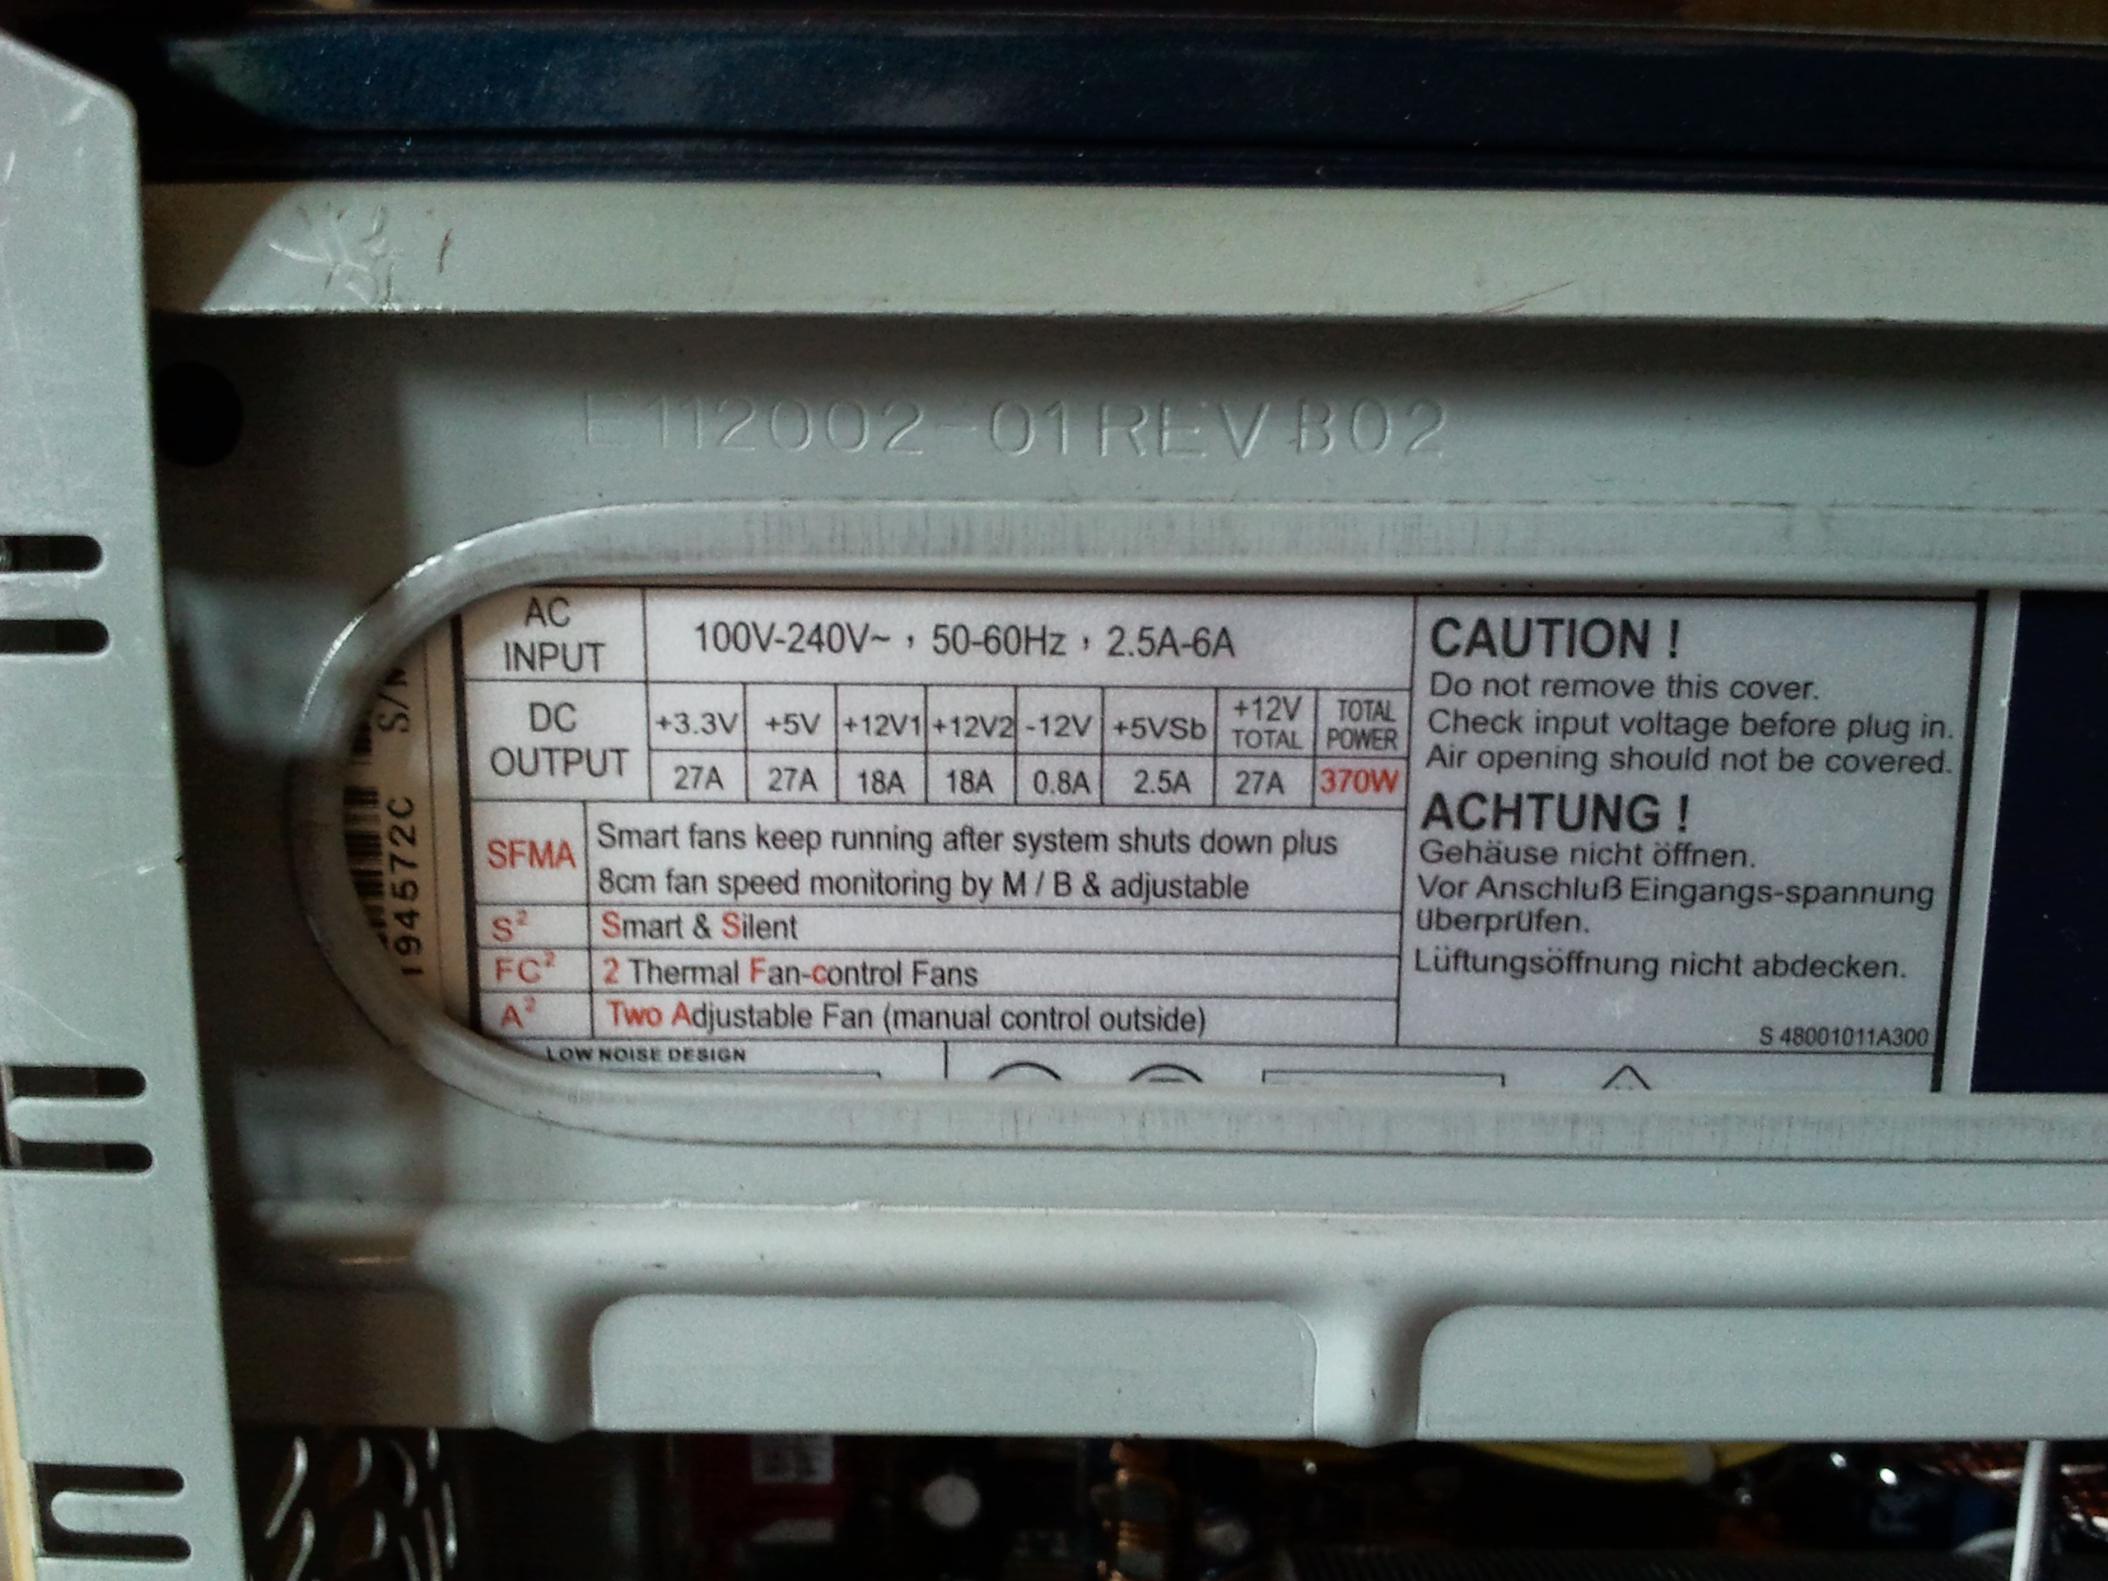 E112002-01 REV B02
AC INPUT 100V-240V~，50-60Hz，2.5A-6A
DC OUTPUT +3.3V +5V +12V1 +12V2 -12V +5VSb +12V TOTAL TOTAL POWER
27A 27A 18A 18A 0.8A 2.5A 27A 370W
SFMA Smart fans keep running after system shuts down plus
8cm fan speed monitoring by M / B & adjustable
S² Smart & Silent
FC² 2 Thermal Fan-control Fans
A² Two Adjustable Fan (manual control outside)
LOW NOISE DESIGN
CAUTION !
Do not remove this cover.
Check input voltage before plug in.
Air opening should not be covered.
ACHTUNG !
Gehäuse nicht öffnen.
Vor Anschluß Eingangs-spannung
überprüfen.
Lüftungsöffnung nicht abdecken.
S 48001011A300
S/N
194572C